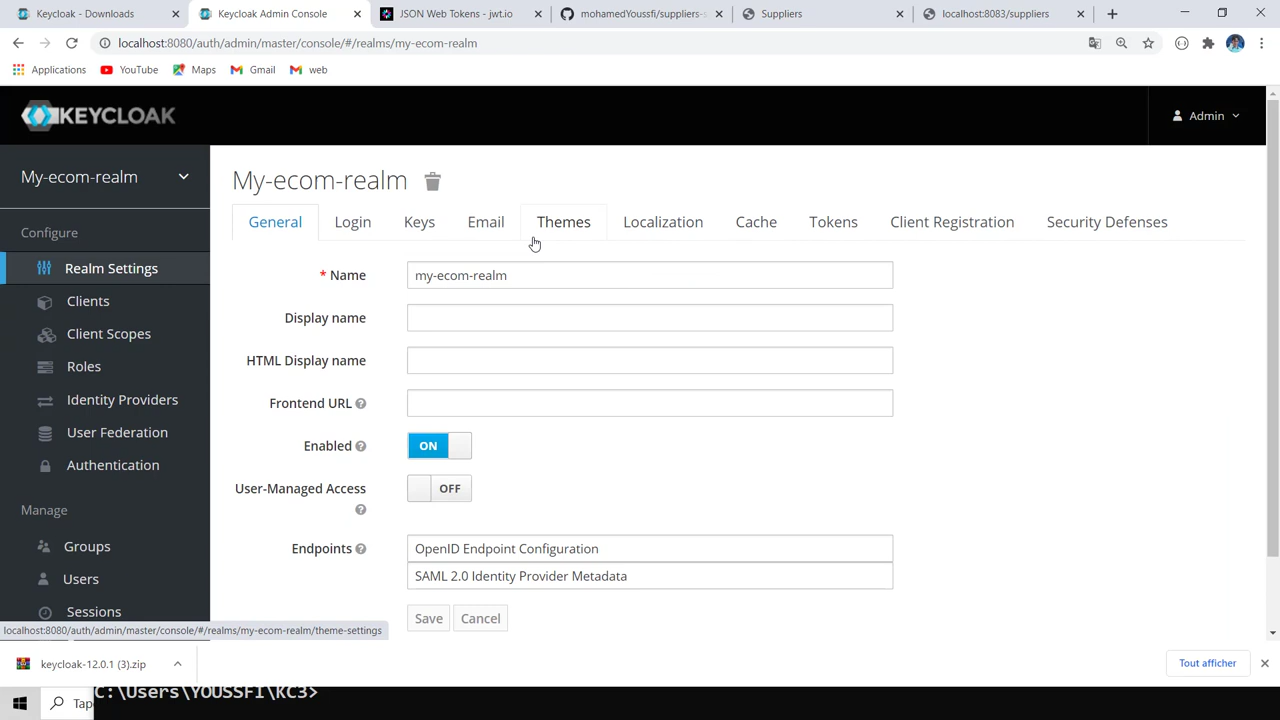 Keycloak - Downloads
Keycloak Admin Console
JSON Web Tokens - jwt.io
mohamedYoussfi/suppliers-s
Suppliers
localhost:8083/suppliers
localhost:8080/auth/admin/master/console/#/realms/my-ecom-realm
Applications
YouTube
Maps
Gmail
web
KEYCLOAK
Admin
My-ecom-realm
Configure
Realm Settings
Clients
Client Scopes
Roles
Identity Providers
User Federation
Authentication
Manage
Groups
Users
Sessions
My-ecom-realm
General Login Keys Email Themes Localization Cache Tokens Client Registration Security Defenses
* Name my-ecom-realm
Display name
HTML Display name
Frontend URL
Enabled ON
User-Managed Access OFF
Endpoints OpenID Endpoint Configuration
SAML 2.0 Identity Provider Metadata
Save Cancel
localhost:8080/auth/admin/master/console/#/realms/my-ecom-realm/theme-settings
keycloak-12.0.1 (3).zip
Tout afficher
Tap
C:\Users\YOUSSFI\KC3>